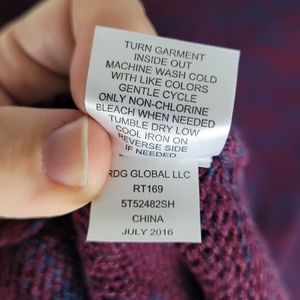 TURN GARMENT
INSIDE OUT
MACHINE WASH COLD
WITH LIKE COLORS
GENTLE CYCLE
ONLY NON-CHLORINE
BLEACH WHEN NEEDED
TUMBLE DRY LOW
COOL IRON ON
REVERSE SIDE
IF NEEDED
RDG GLOBAL LLC
RT169
5T52482SH
CHINA
JULY 2016